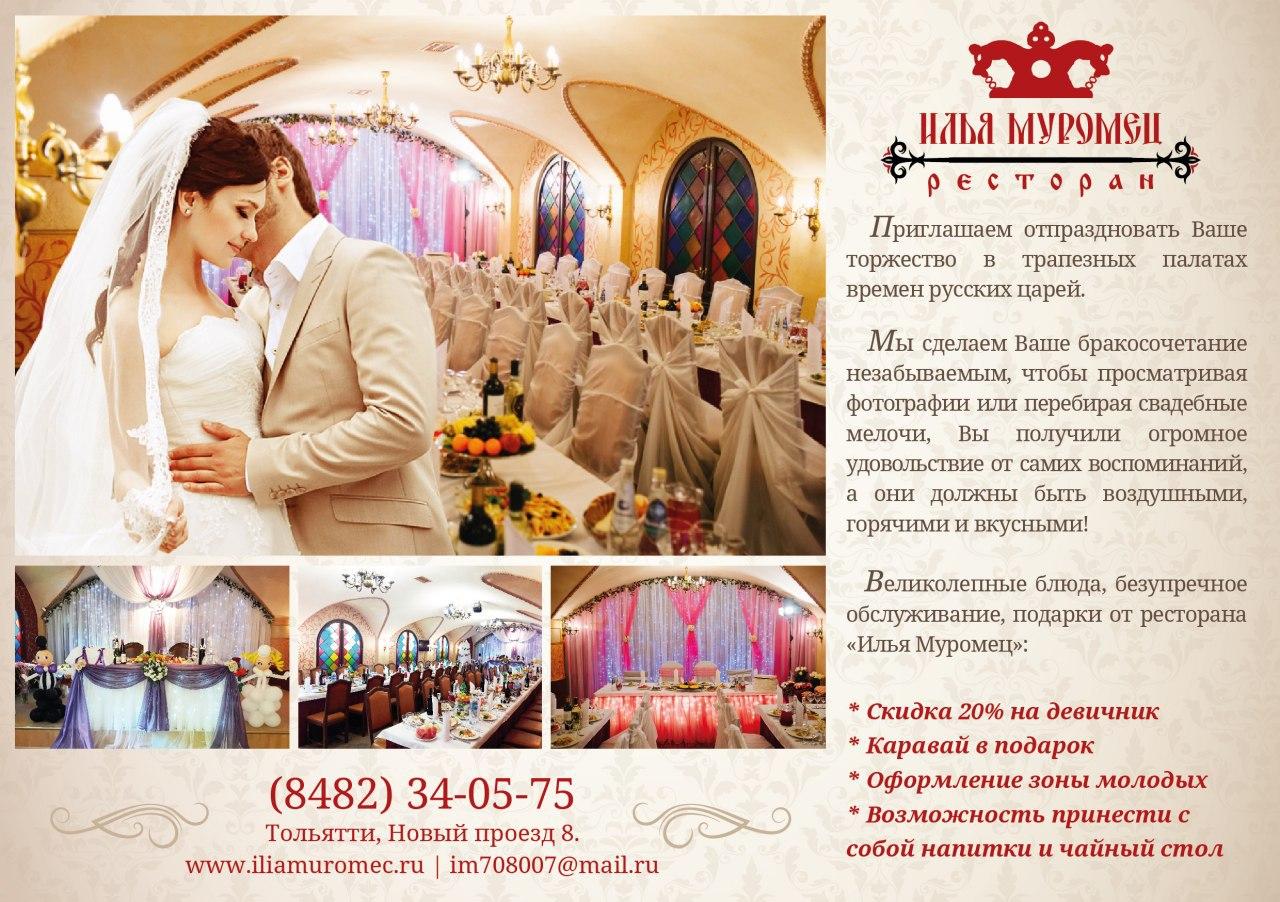 ИЛЬЯ МУРОМЕЦ
РЕСТОРАН
Приглашаем отпраздновать Ваше
торжество в трапезных палатах
времен русских царей.
Мы сделаем Ваше бракосочетание
незабываемым, чтобы просматривая
фотографии или перебирая свадебные
мелочи, Вы получили огромное
удовольствие от самих воспоминаний,
а они должны быть воздушными,
горячими и вкусными!
Великолепные блюда, безупречное
обслуживание, подарки от ресторана
«Илья Муромец»:
* Скидка 20% на девичник
* Каравай в подарок
* Оформление зоны молодых
* Возможность принести с
собой напитки и чайный стол
(8482) 34-05-75
Тольятти, Новый проезд 8.
www.iliamuromec.ru | im708007@mail.ru